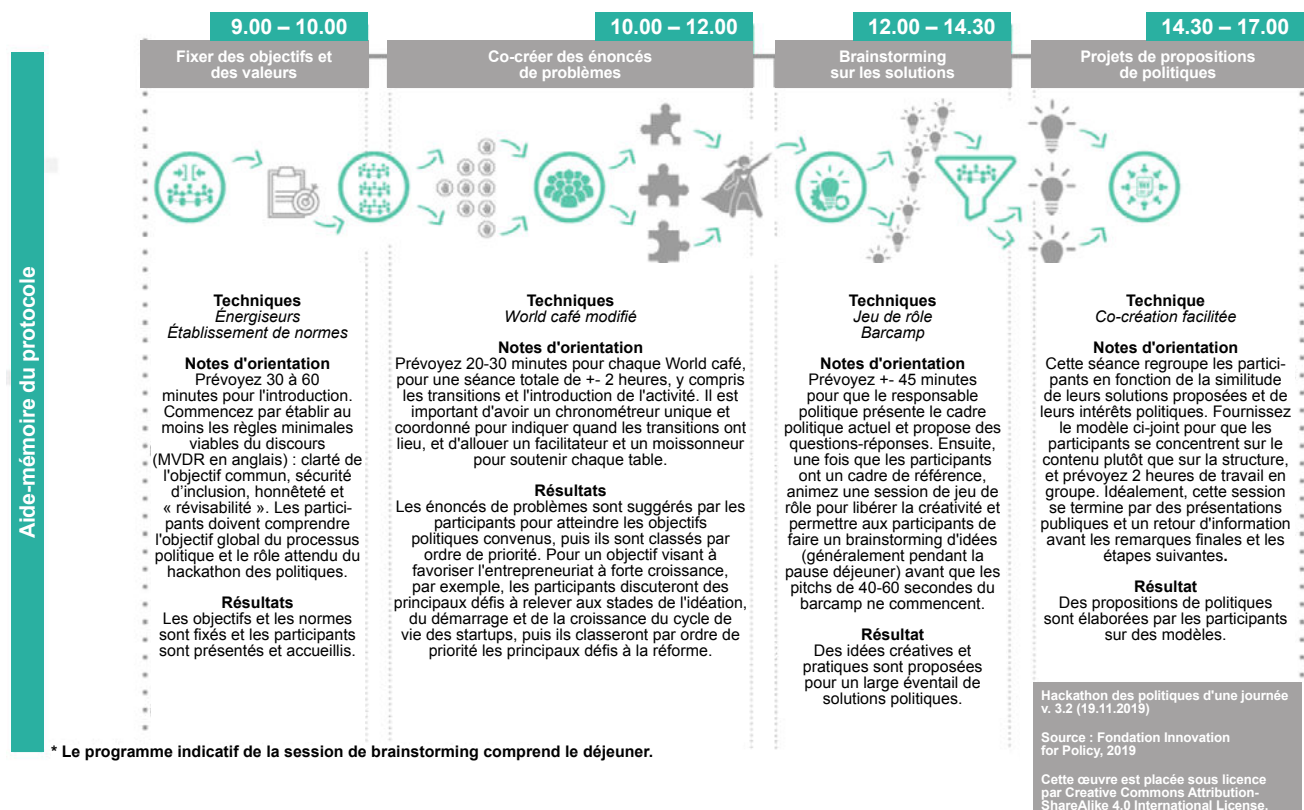 Aide-mémoire du protocole
9.00 – 10.00
Fixer des objectifs et
des valeurs
Techniques
Énergiseurs
Établissement de normes
Notes d'orientation
Prévoyez 30 à 60
minutes pour l'introduction.
Commencez par établir au
moins les règles minimales
viables du discours
(MVDR en anglais) : clarté de
l'objectif commun, sécurité
d'inclusion, honnêteté et
« révisabilité ». Les partici-
pants doivent comprendre
l'objectif global du processus
politique et le rôle attendu du
hackathon des politiques.
Résultats
Les objectifs et les normes
sont fixés et les participants
sont présentés et accueillis.
10.00 – 12.00
Co-créer des énoncés
de problèmes
Techniques
World café modifié
Notes d'orientation
Prévoyez 20-30 minutes pour chaque World café,
pour une séance totale de +- 2 heures, y compris
les transitions et l'introduction de l'activité. Il est
important d'avoir un chronométreur unique et
coordonné pour indiquer quand les transitions ont
lieu, et d'allouer un facilitateur et un moissonneur
pour soutenir chaque table.
Résultats
Les énoncés de problèmes sont suggérés par les
participants pour atteindre les objectifs
politiques convenus, puis ils sont classés par
ordre de priorité. Pour un objectif visant à
favoriser l'entrepreneuriat à forte croissance,
par exemple, les participants discuteront des
principaux défis à relever aux stades de l'idéation,
du démarrage et de la croissance du cycle de
vie des startups, puis ils classeront par ordre de
priorité les principaux défis à la réforme.
12.00 – 14.30
Brainstorming
sur les solutions
Techniques
Jeu de rôle
Barcamp
Notes d'orientation
Prévoyez +- 45 minutes
pour que le responsable
politique présente le cadre
politique actuel et propose des
questions-réponses. Ensuite,
une fois que les participants
ont un cadre de référence,
animez une session de jeu de
rôle pour libérer la créativité et
permettre aux participants de
faire un brainstorming d'idées
(généralement pendant la
pause déjeuner) avant que les
pitchs de 40-60 secondes du
barcamp ne commencent.
Résultat
Des idées créatives et
pratiques sont proposées
pour un large éventail de
solutions politiques.
14.30 – 17.00
Projets de propositions
de politiques
Technique
Co-création facilitée
Notes d'orientation
Cette séance regroupe les partici-
pants en fonction de la similitude
de leurs solutions proposées et de
leurs intérêts politiques. Fournissez
le modèle ci-joint pour que les
participants se concentrent sur le
contenu plutôt que sur la structure,
et prévoyez 2 heures de travail en
groupe. Idéalement, cette session
se termine par des présentations
publiques et un retour d'information
avant les remarques finales et les
étapes suivantes.
Résultat
Des propositions de politiques
sont élaborées par les participants
sur des modèles.
* Le programme indicatif de la session de brainstorming comprend le déjeuner.
Hackathon des politiques d'une journée
v. 3.2 (19.11.2019)
Source : Fondation Innovation
for Policy, 2019
Cette œuvre est placée sous licence
par Creative Commons Attribution-
ShareAlike 4.0 International License.